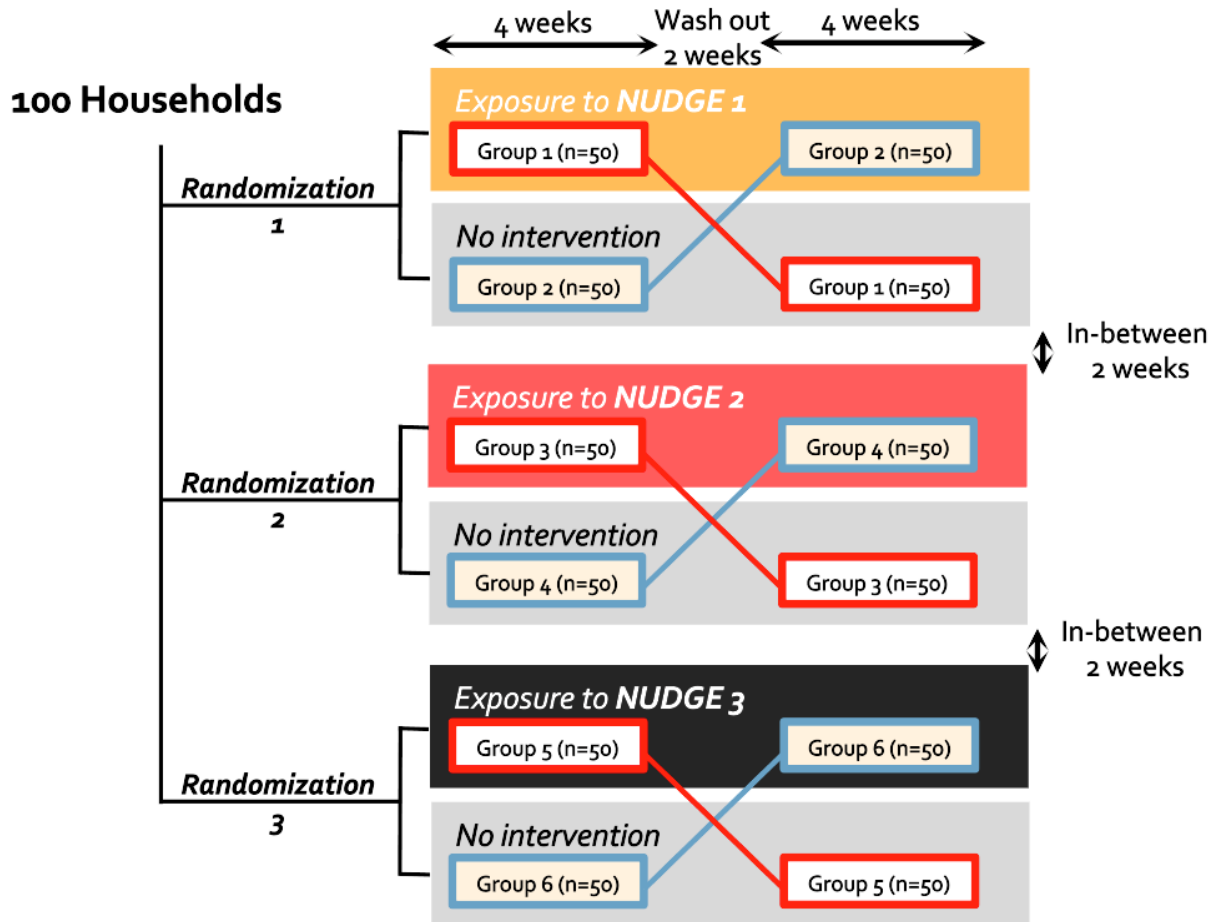 4 weeks
Wash out
2 weeks
4 weeks
100 Households
Exposure to NUDGE 1
Group 1 (n=50)
Group 2 (n=50)
Randomization
1
No intervention
Group 2 (n=50)
Group 1 (n=50)
In-between
2 weeks
Exposure to NUDGE 2
Group 3 (n=50)
Group 4 (n=50)
Randomization
2
No intervention
Group 4 (n=50)
Group 3 (n=50)
In-between
2 weeks
Exposure to NUDGE 3
Group 5 (n=50)
Group 6 (n=50)
Randomization
3
No intervention
Group 6 (n=50)
Group 5 (n=50)